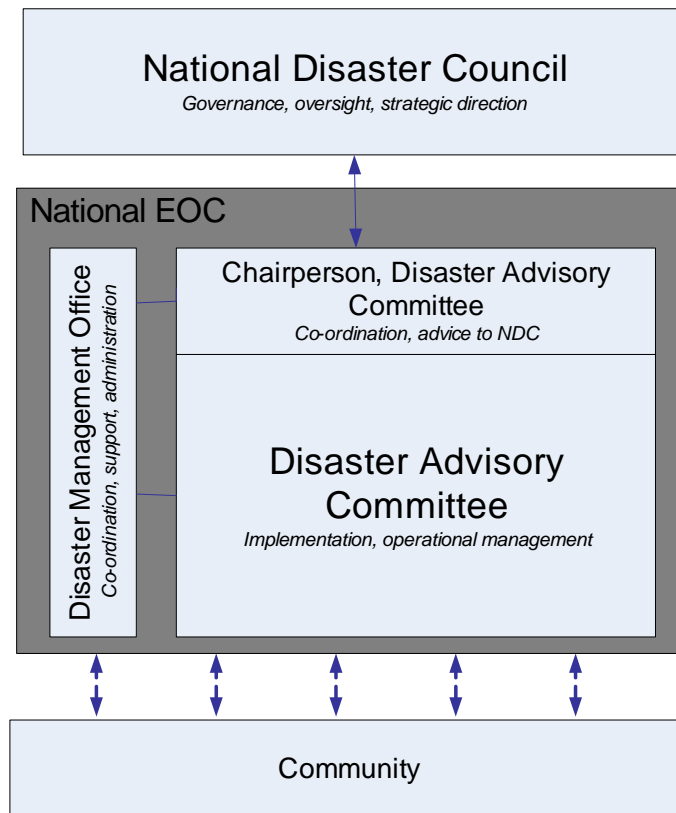 National Disaster Council
Governance, oversight, strategic direction
National EOC
Disaster Management Office
Co-ordination, support, administration
Chairperson, Disaster Advisory
Committee
Co-ordination, advice to NDC
Disaster Advisory
Committee
Implementation, operational management
Community